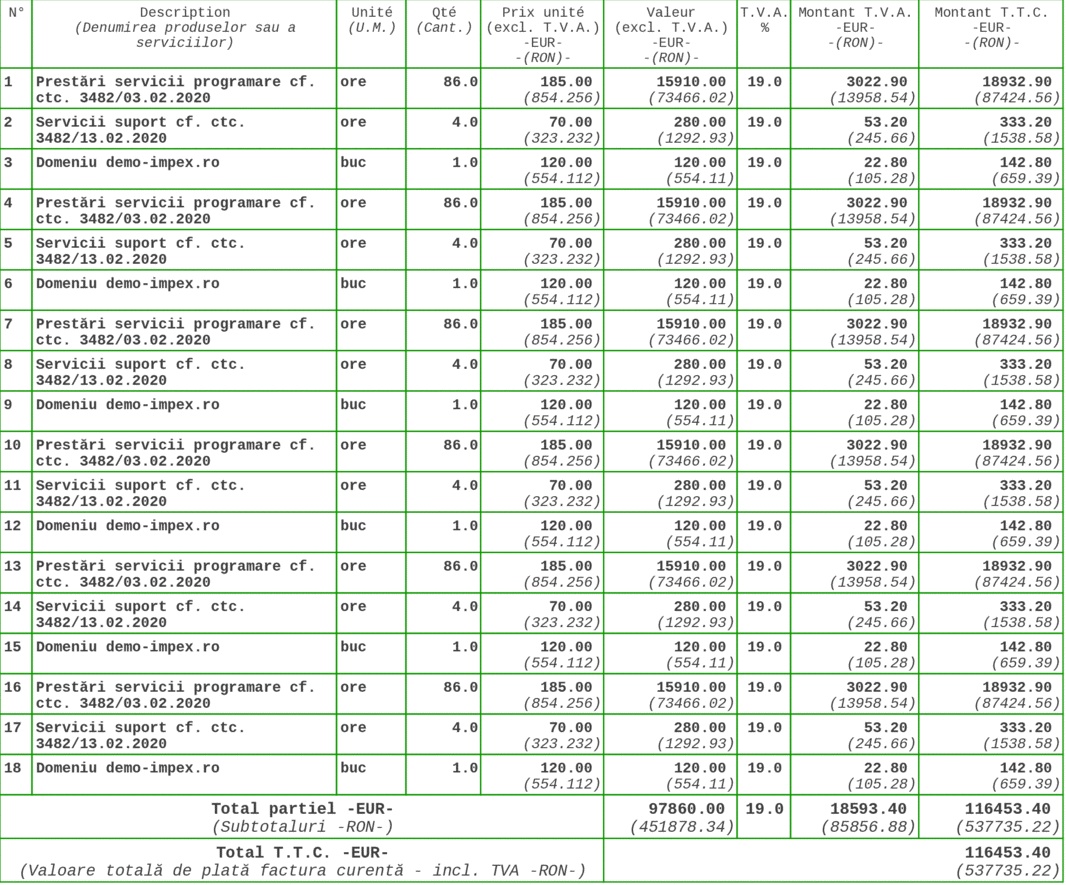 N° Description Unité Qté Prix unité Valeur T.V.A. Montant T.V.A. Montant T.T.C.
(Denumirea produselor sau a (U.M.) (Cant.) (excl. T.V.A.) (excl. T.V.A.) % -EUR- -EUR-
serviciilor) -EUR- -EUR- -(RON)- -(RON)-
-(RON)- -(RON)-
1 Prestări servicii programare cf. ore 86.0 185.00 15910.00 19.0 3022.90 18932.90
ctc. 3482/03.02.2020 (854.256) (73466.02) (13958.54) (87424.56)
2 Servicii suport cf. ctc. ore 4.0 70.00 280.00 19.0 53.20 333.20
3482/13.02.2020 (323.232) (1292.93) (245.66) (1538.58)
3 Domeniu demo-impex.ro buc 1.0 120.00 120.00 19.0 22.80 142.80
(554.112) (554.11) (105.28) (659.39)
4 Prestări servicii programare cf. ore 86.0 185.00 15910.00 19.0 3022.90 18932.90
ctc. 3482/03.02.2020 (854.256) (73466.02) (13958.54) (87424.56)
5 Servicii suport cf. ctc. ore 4.0 70.00 280.00 19.0 53.20 333.20
3482/13.02.2020 (323.232) (1292.93) (245.66) (1538.58)
6 Domeniu demo-impex.ro buc 1.0 120.00 120.00 19.0 22.80 142.80
(554.112) (554.11) (105.28) (659.39)
7 Prestări servicii programare cf. ore 86.0 185.00 15910.00 19.0 3022.90 18932.90
ctc. 3482/03.02.2020 (854.256) (73466.02) (13958.54) (87424.56)
8 Servicii suport cf. ctc. ore 4.0 70.00 280.00 19.0 53.20 333.20
3482/13.02.2020 (323.232) (1292.93) (245.66) (1538.58)
9 Domeniu demo-impex.ro buc 1.0 120.00 120.00 19.0 22.80 142.80
(554.112) (554.11) (105.28) (659.39)
10 Prestări servicii programare cf. ore 86.0 185.00 15910.00 19.0 3022.90 18932.90
ctc. 3482/03.02.2020 (854.256) (73466.02) (13958.54) (87424.56)
11 Servicii suport cf. ctc. ore 4.0 70.00 280.00 19.0 53.20 333.20
3482/13.02.2020 (323.232) (1292.93) (245.66) (1538.58)
12 Domeniu demo-impex.ro buc 1.0 120.00 120.00 19.0 22.80 142.80
(554.112) (554.11) (105.28) (659.39)
13 Prestări servicii programare cf. ore 86.0 185.00 15910.00 19.0 3022.90 18932.90
ctc. 3482/03.02.2020 (854.256) (73466.02) (13958.54) (87424.56)
14 Servicii suport cf. ctc. ore 4.0 70.00 280.00 19.0 53.20 333.20
3482/13.02.2020 (323.232) (1292.93) (245.66) (1538.58)
15 Domeniu demo-impex.ro buc 1.0 120.00 120.00 19.0 22.80 142.80
(554.112) (554.11) (105.28) (659.39)
16 Prestări servicii programare cf. ore 86.0 185.00 15910.00 19.0 3022.90 18932.90
ctc. 3482/03.02.2020 (854.256) (73466.02) (13958.54) (87424.56)
17 Servicii suport cf. ctc. ore 4.0 70.00 280.00 19.0 53.20 333.20
3482/13.02.2020 (323.232) (1292.93) (245.66) (1538.58)
18 Domeniu demo-impex.ro buc 1.0 120.00 120.00 19.0 22.80 142.80
(554.112) (554.11) (105.28) (659.39)
Total partiel -EUR- 97860.00 19.0 18593.40 116453.40
(Subtotaluri -RON-) (451878.34) (85856.88) (537735.22)
Total T.T.C. -EUR- 116453.40
(Valoare totală de plată factura curentă - incl. TVA -RON-) (537735.22)